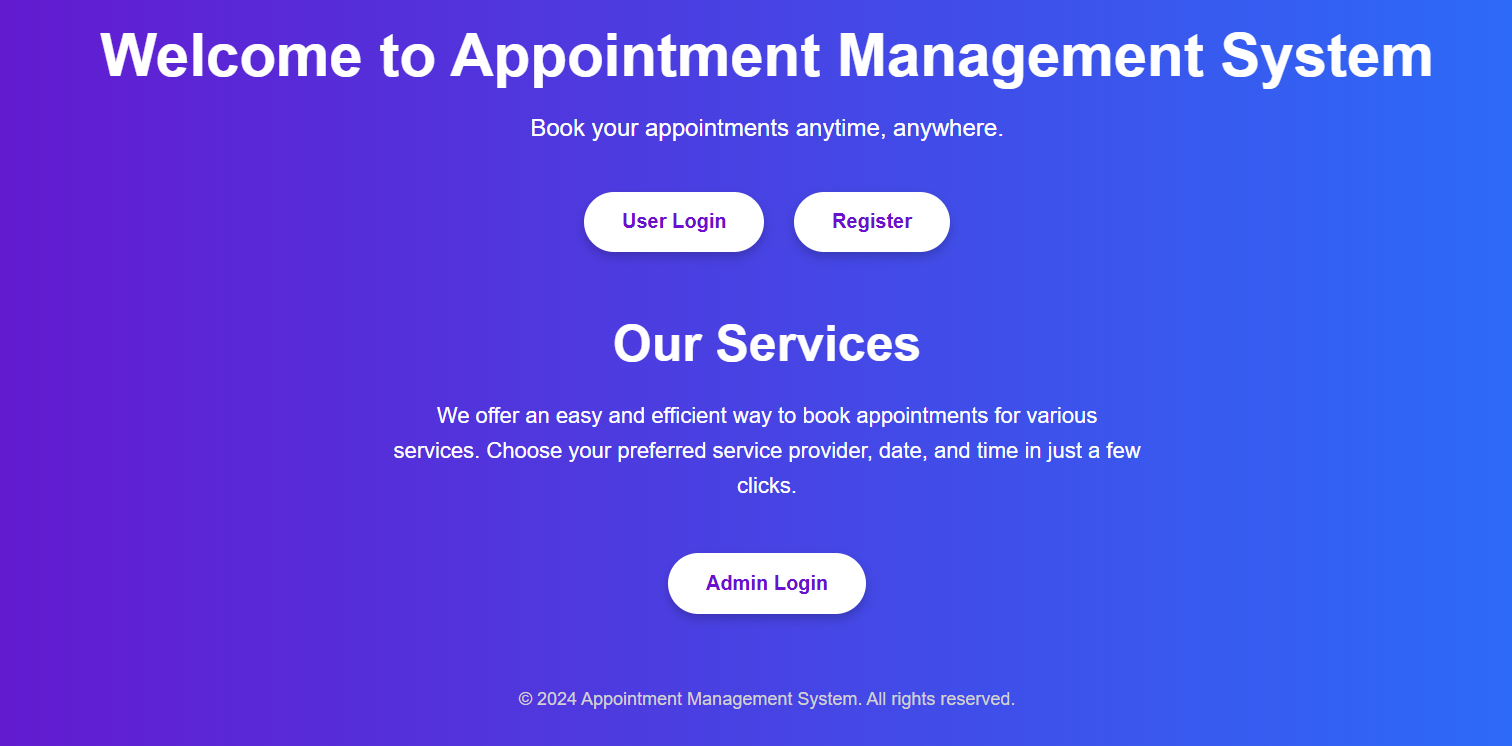 Welcome to Appointment Management System
Book your appointments anytime, anywhere.
User Login
Register
Our Services
We offer an easy and efficient way to book appointments for various
services. Choose your preferred service provider, date, and time in just a few
clicks.
Admin Login
© 2024 Appointment Management System. All rights reserved.